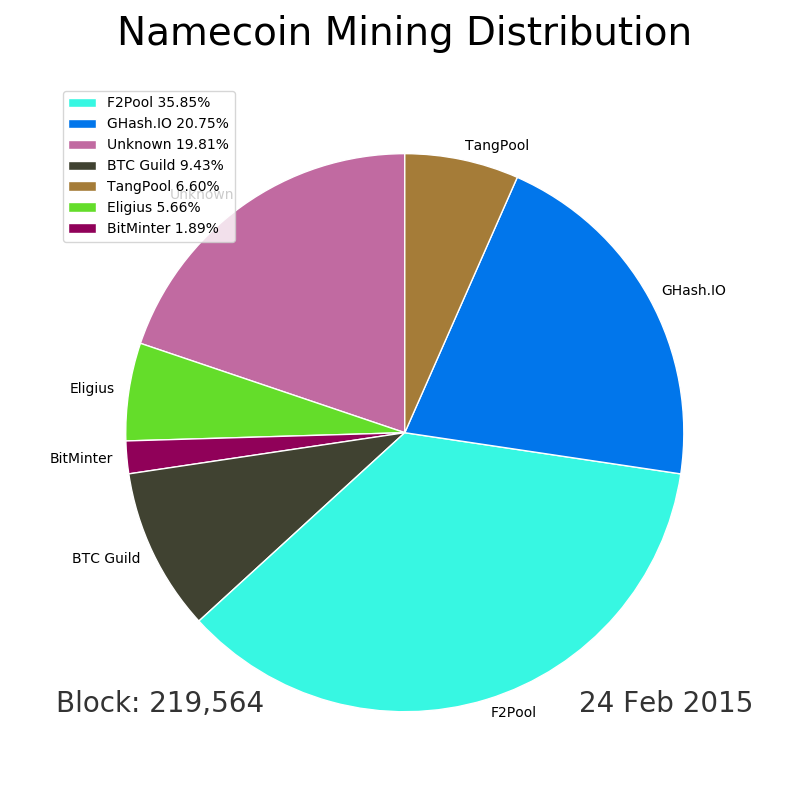 Namecoin Mining Distribution
F2Pool 35.85%
GHash.IO 20.75%
Unknown 19.81%
BTC Guild 9.43%
TangPool 6.60%
Eligius 5.66%
BitMinter 1.89%
TangPool
Unknown
GHash.IO
Eligius
BitMinter
BTC Guild
Block: 219,564
F2Pool
24 Feb 2015